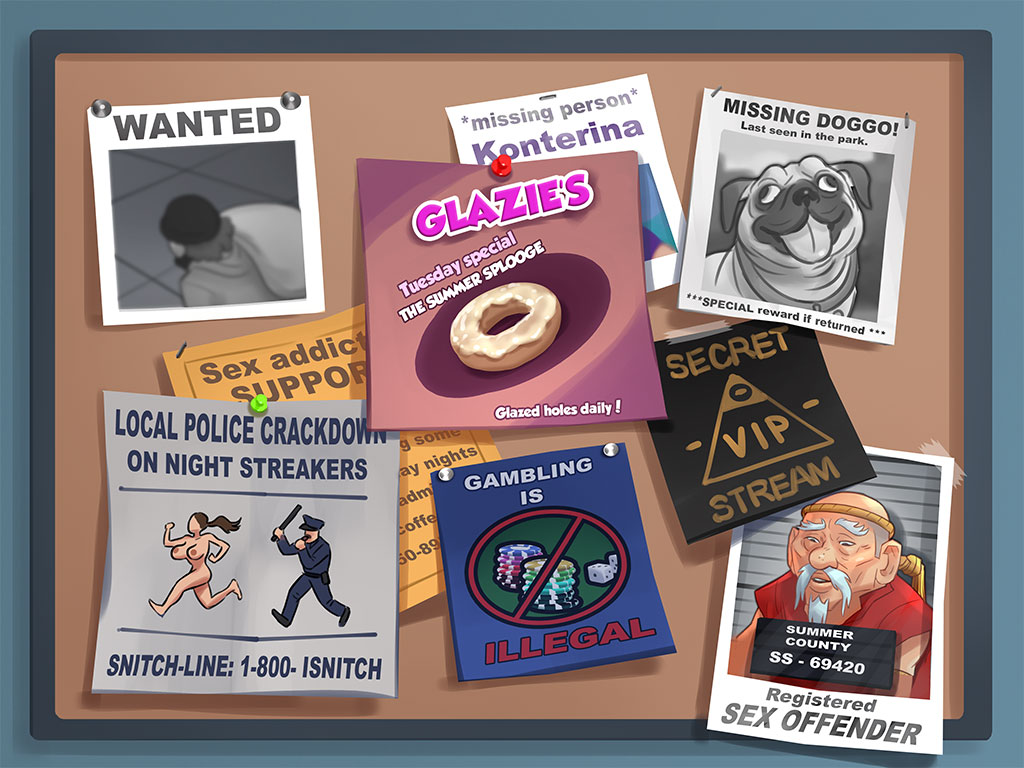 WANTED
*missing person*
Konterina
MISSING DOGGO!
Last seen in the park.
***SPECIAL reward if returned ***
GLAZIE'S
Tuesday special
THE SUMMER SPLOOGE
Glazed holes daily!
Sex addict
SUPPOR
some
nights
SECRET
VIP
STREAM
LOCAL POLICE CRACKDOWN
ON NIGHT STREAKERS
SNITCH-LINE: 1-800- ISNITCH
GAMBLING
IS
ILLEGAL
SUMMER
COUNTY
SS - 69420
Registered
SEX OFFENDER